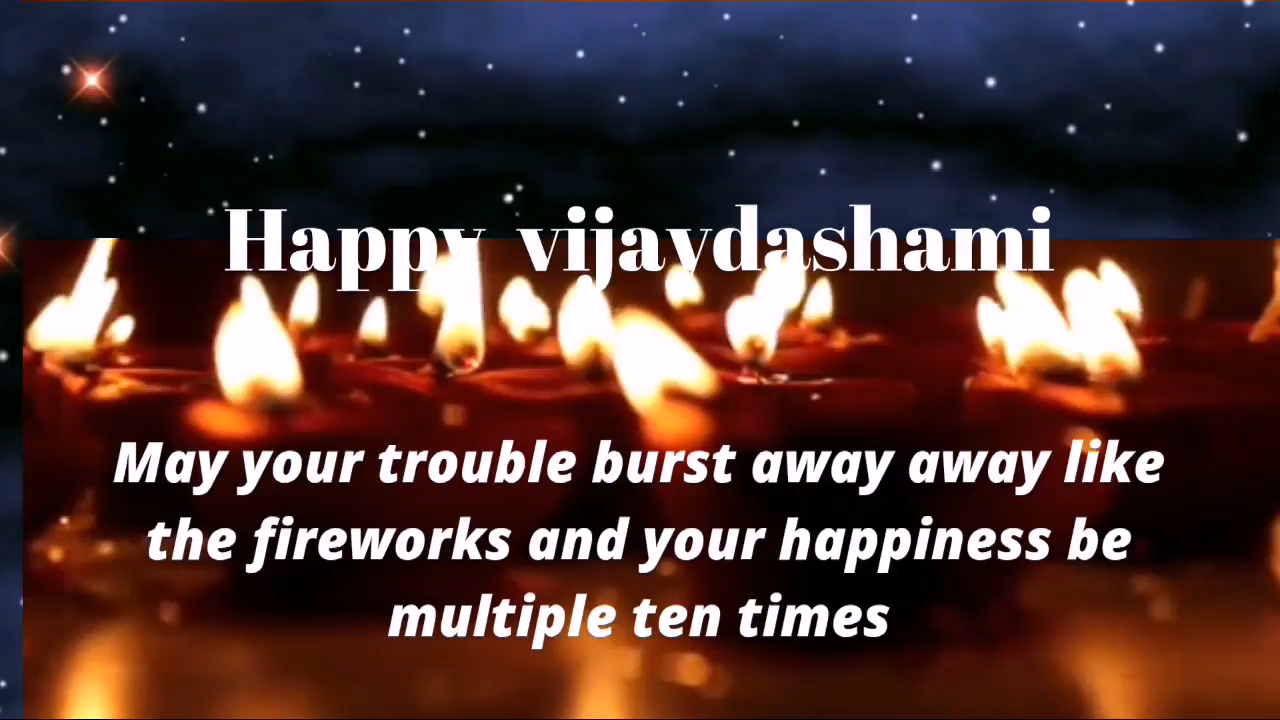 Happy vijaydashami
May your trouble burst away away like
the fireworks and your happiness be
multiple ten times